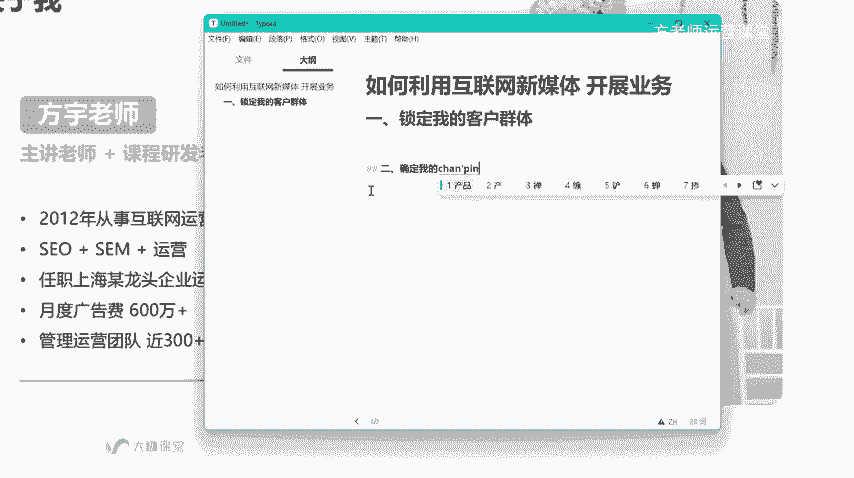 关于我
方老师运营课堂
方宇老师
主讲老师 + 课程研发
2012年从事互联网运营
SEO + SEM + 运营
任职上海某龙头企业运
月度广告费 600万+
管理运营团队 近300+
Untitled• - Typora
文件(F) 编辑(E) 段落(P) 格式(O) 视图(V) 主题(T) 帮助(H)
文件 大纲
如何利用互联网新媒体 开展业务
一、锁定我的客户群体
如何利用互联网新媒体 开展业务
一、锁定我的客户群体
## 二、确定我的chan'pin
1 产品 2 产 3 禅 4 缠 5 铲 6 蝉 7 掺
ZH 28 词